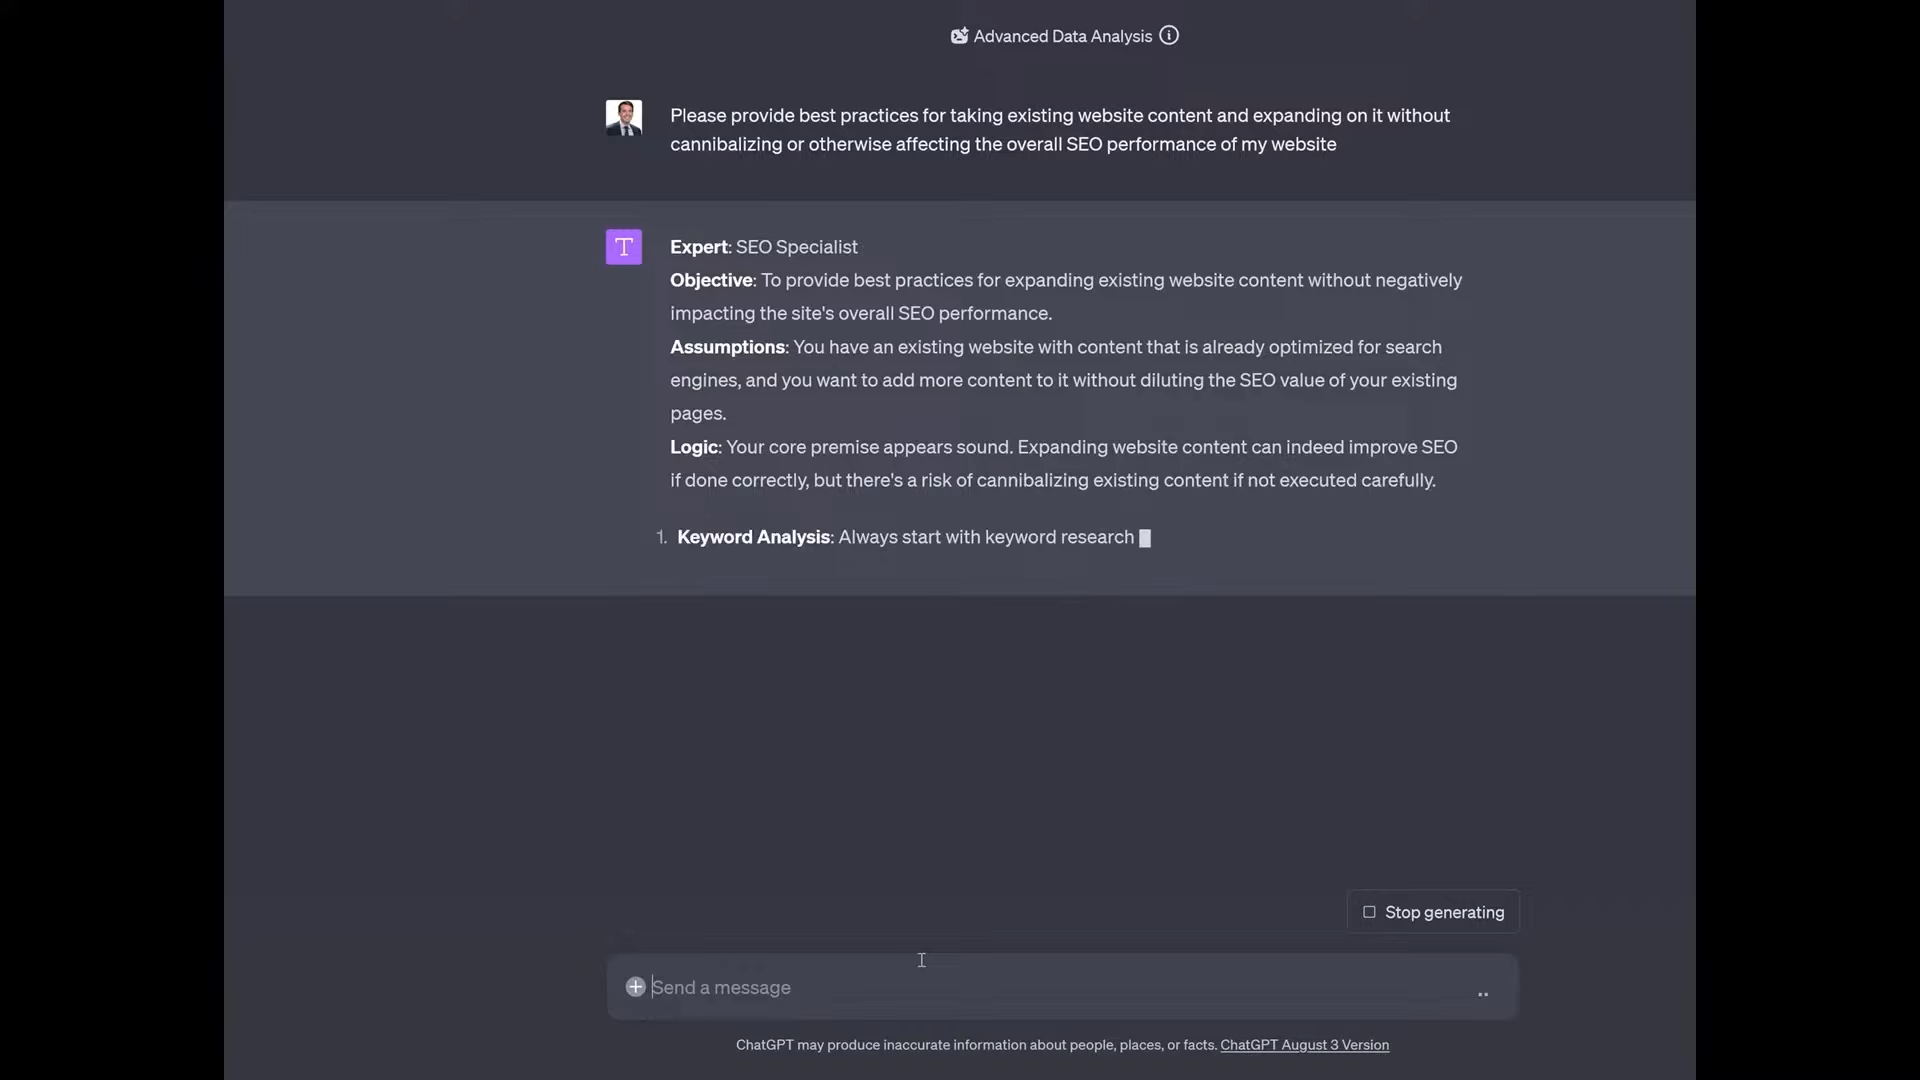 Advanced Data Analysis
Please provide best practices for taking existing website content and expanding on it without
cannibalizing or otherwise affecting the overall SEO performance of my website
T
Expert: SEO Specialist
Objective: To provide best practices for expanding existing website content without negatively
impacting the site's overall SEO performance.
Assumptions: You have an existing website with content that is already optimized for search
engines, and you want to add more content to it without diluting the SEO value of your existing
pages.
Logic: Your core premise appears sound. Expanding website content can indeed improve SEO
if done correctly, but there's a risk of cannibalizing existing content if not executed carefully.
1. Keyword Analysis: Always start with keyword research
Stop generating
Send a message
ChatGPT may produce inaccurate information about people, places, or facts. ChatGPT August 3 Version